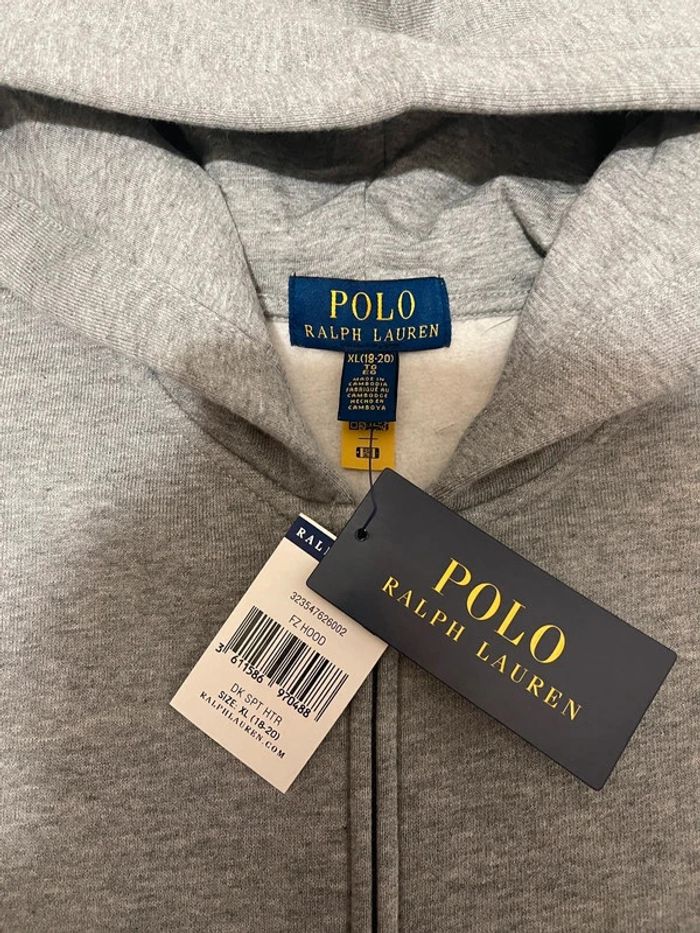 POLO
RALPH LAUREN
XL(18-20)
TG
EG
MADE IN
CAMBODIA
FABRIQUÉ AU
CAMBODGE
HECHO EN
CAMBOYA
RAL
323547626002
FZ HOOD
3 611586 970488
DK SPT HTR
SIZE: XL (18-20)
RALPHLAUREN.COM
POLO
RALPH LAUREN